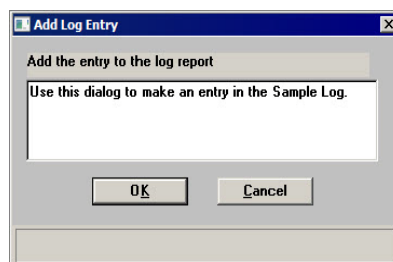 Add Log Entry
Add the entry to the log report
Use this dialog to make an entry in the Sample Log.
OK
Cancel